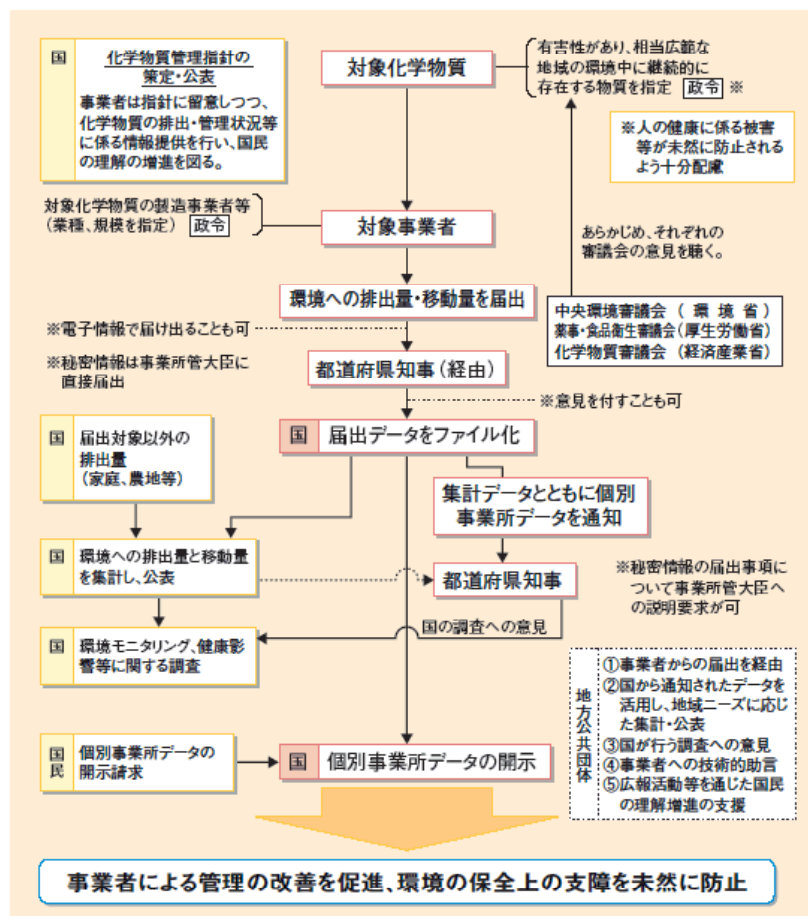 国
化学物質管理指針の
策定・公表
事業者は指針に留意しつつ、
化学物質の排出・管理状況等
に係る情報提供を行い、国民
の理解の増進を図る。
対象化学物質
有害性があり、相当広範な
地域の環境中に継続的に
存在する物質を指定 政令 ※
※人の健康に係る被害
等が未然に防止される
よう十分配慮
対象化学物質の製造事業者等
(業種、規模を指定) 政令
対象事業者
あらかじめ、それぞれの
審議会の意見を聴く。
環境への排出量・移動量を届出
中央環境審議会(環境省)
薬事・食品衛生審議会(厚生労働省)
化学物質審議会(経済産業省)
※電子情報で届け出ることも可
※秘密情報は事業所管大臣に
直接届出
都道府県知事(経由)
※意見を付すことも可
国 届出データをファイル化
国 届出対象以外の
排出量
(家庭、農地等)
集計データとともに個別
事業所データを通知
国 環境への排出量と移動量
を集計し、公表
都道府県知事
※秘密情報の届出事項に
ついて事業所管大臣へ
の説明要求が可
国の調査への意見
国 環境モニタリング、健康影
響等に関する調査
地方公共団体
①事業者からの届出を経由
②国から通知されたデータを
活用し、地域ニーズに応じ
た集計・公表
③国が行う調査への意見
④事業者への技術的助言
⑤広報活動等を通じた国民
の理解増進の支援
国民 個別事業所データの
開示請求
国 個別事業所データの開示
事業者による管理の改善を促進、環境の保全上の支障を未然に防止